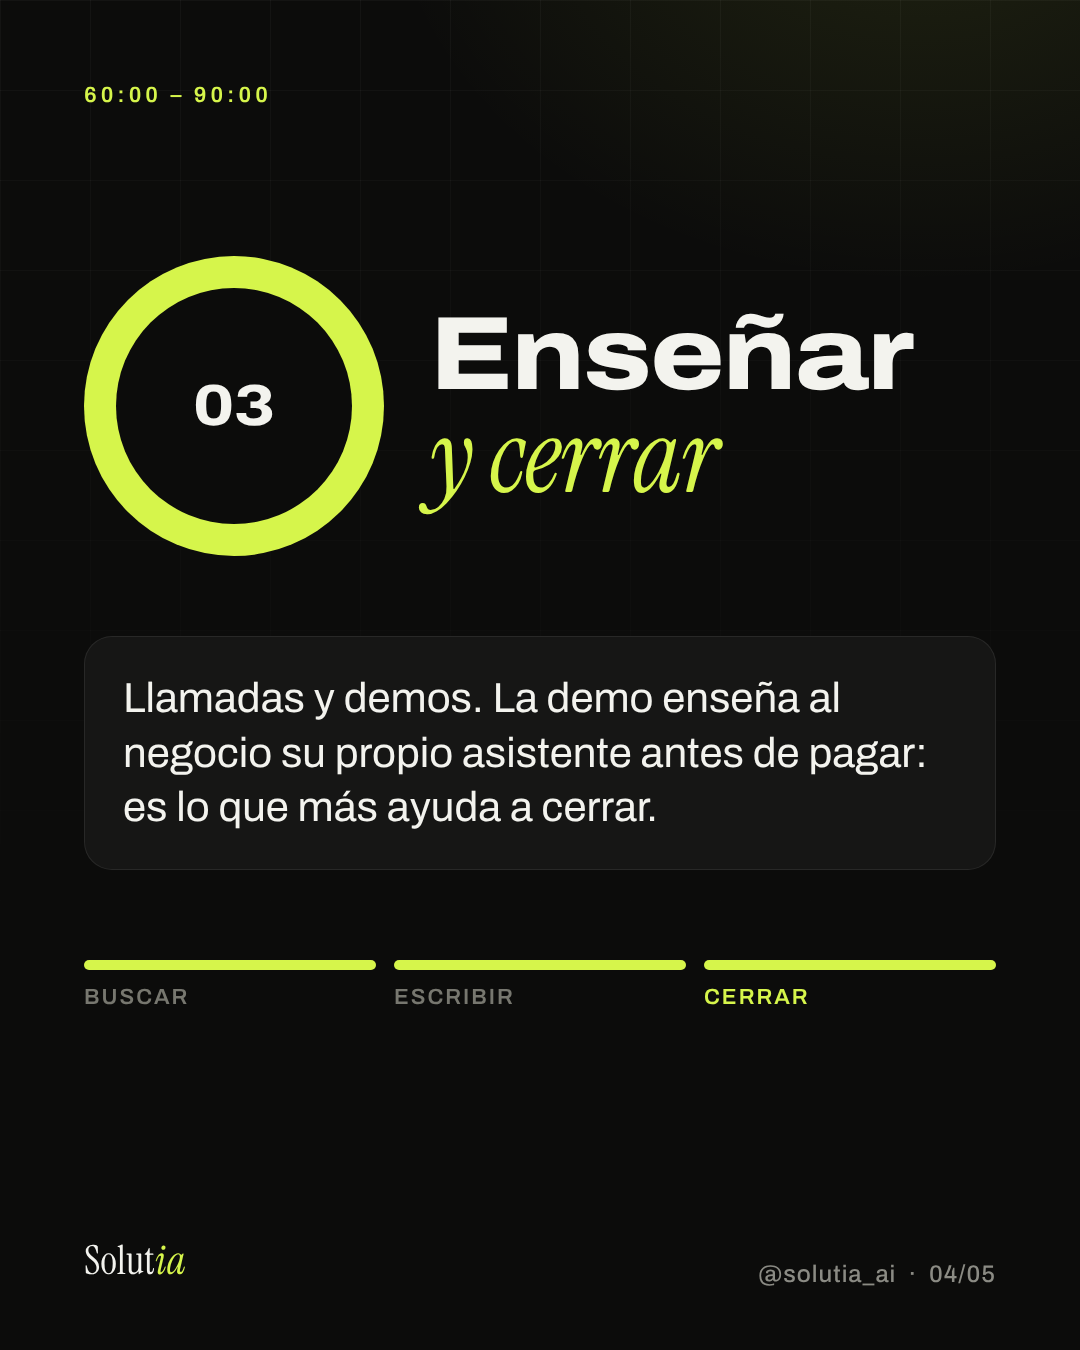 60:00 – 90:00
03
Enseñar
y cerrar
Llamadas y demos. La demo enseña al
negocio su propio asistente antes de pagar:
es lo que más ayuda a cerrar.
BUSCAR
ESCRIBIR
CERRAR
Solutia
@solutia_ai · 04/05